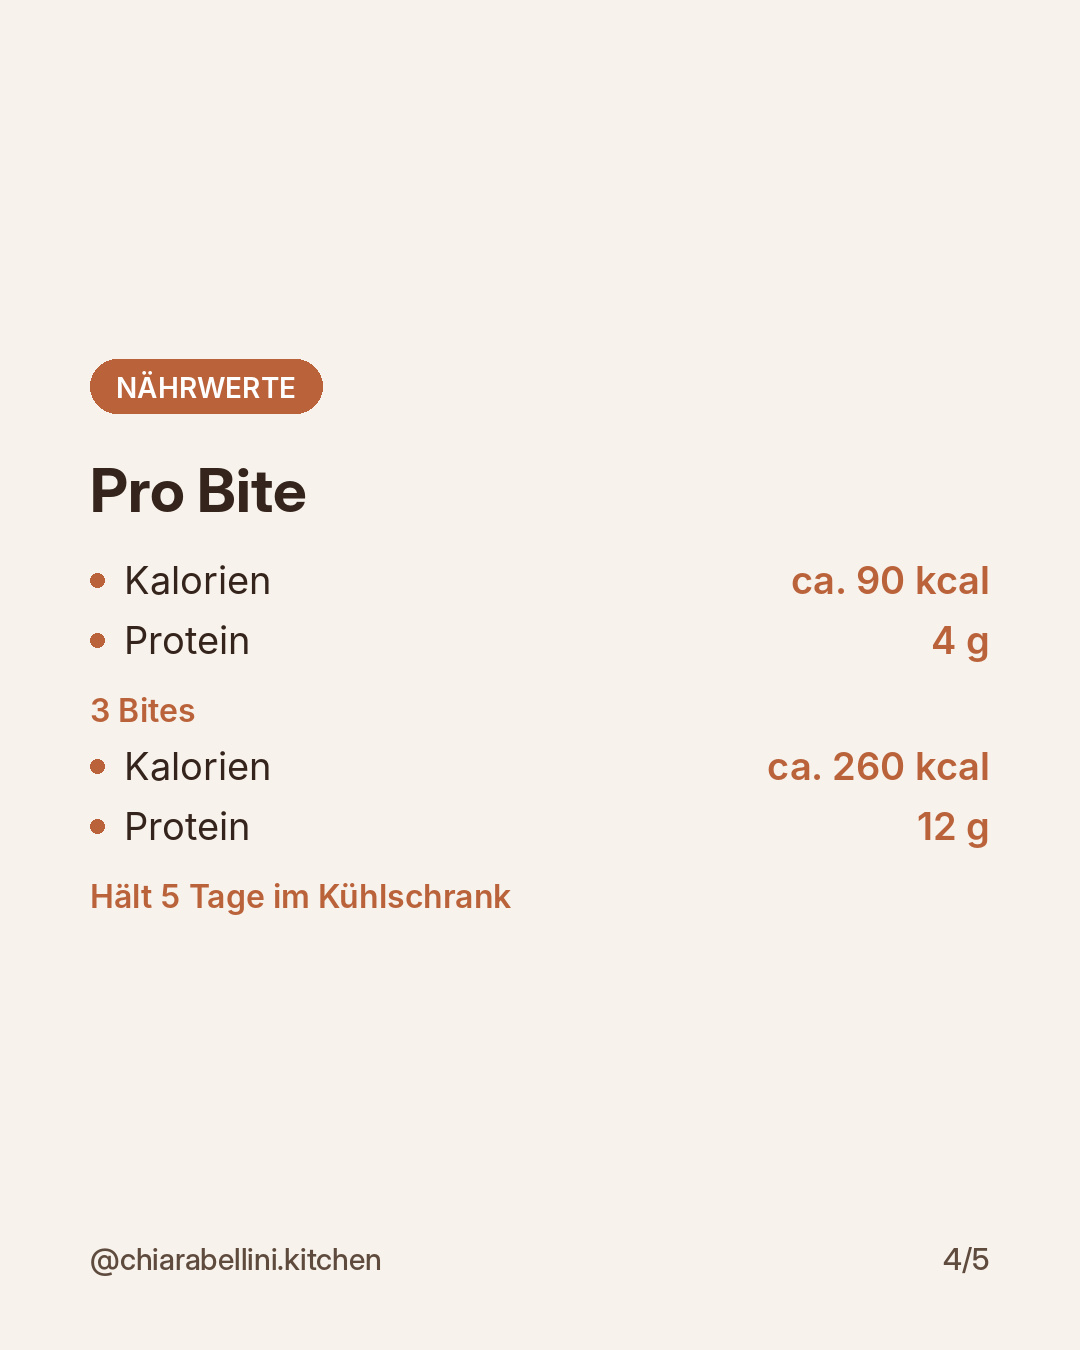 NÄHRWERTE
Pro Bite
Kalorien ca. 90 kcal
Protein 4 g
3 Bites
Kalorien ca. 260 kcal
Protein 12 g
Hält 5 Tage im Kühlschrank
@chiarabellini.kitchen 4/5